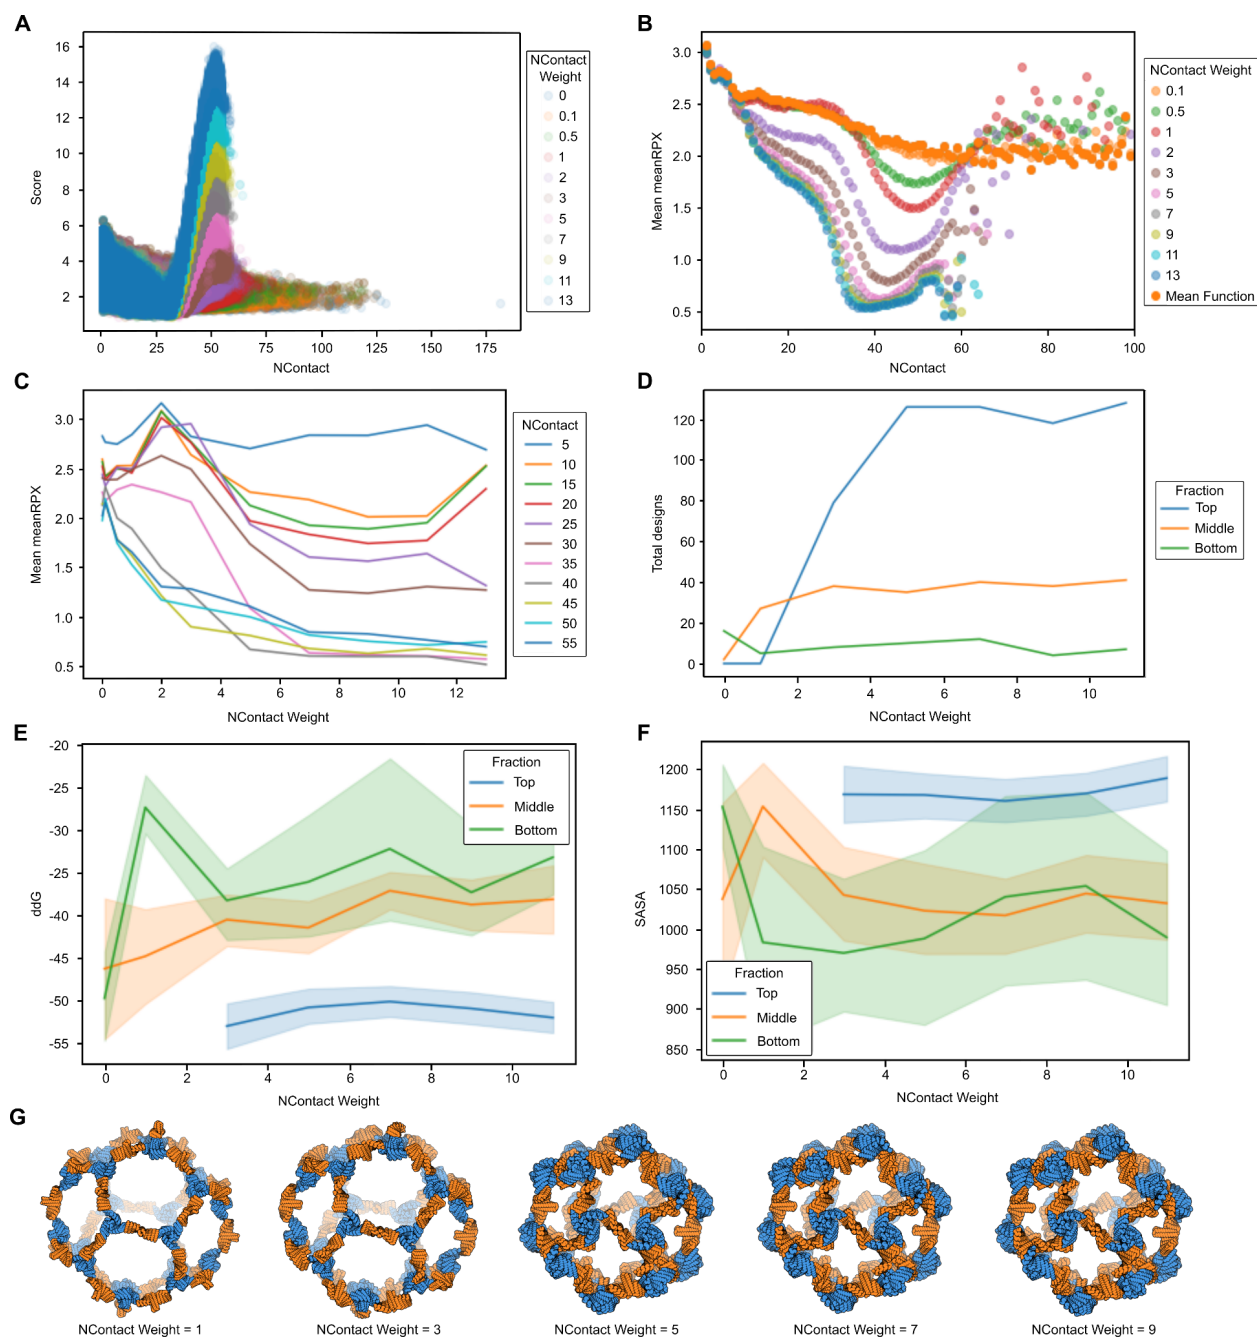 A
16
14
12
10
8
6
4
2
Score
0
25
50
75
100
125
150
175
NContact
NContact
Weight
0
0.1
0.5
1
2
3
5
7
9
11
13
B
3.0
2.5
2.0
1.5
1.0
0.5
Mean meanRPX
0
20
40
60
80
100
NContact
NContact Weight
0.1
0.5
1
2
3
5
7
9
11
13
Mean Function
C
3.0
2.5
2.0
1.5
1.0
0.5
Mean meanRPX
0
2
4
6
8
10
12
NContact Weight
NContact
5
10
15
20
25
30
35
40
45
50
55
D
120
100
80
60
40
20
0
Total designs
0
2
4
6
8
10
NContact Weight
Fraction
Top
Middle
Bottom
E
-20
-25
-30
-35
-40
-45
-50
-55
ddG
0
2
4
6
8
10
NContact Weight
Fraction
Top
Middle
Bottom
F
1200
1150
1100
1050
1000
950
900
850
SASA
0
2
4
6
8
10
NContact Weight
Fraction
Top
Middle
Bottom
G
NContact Weight = 1
NContact Weight = 3
NContact Weight = 5
NContact Weight = 7
NContact Weight = 9